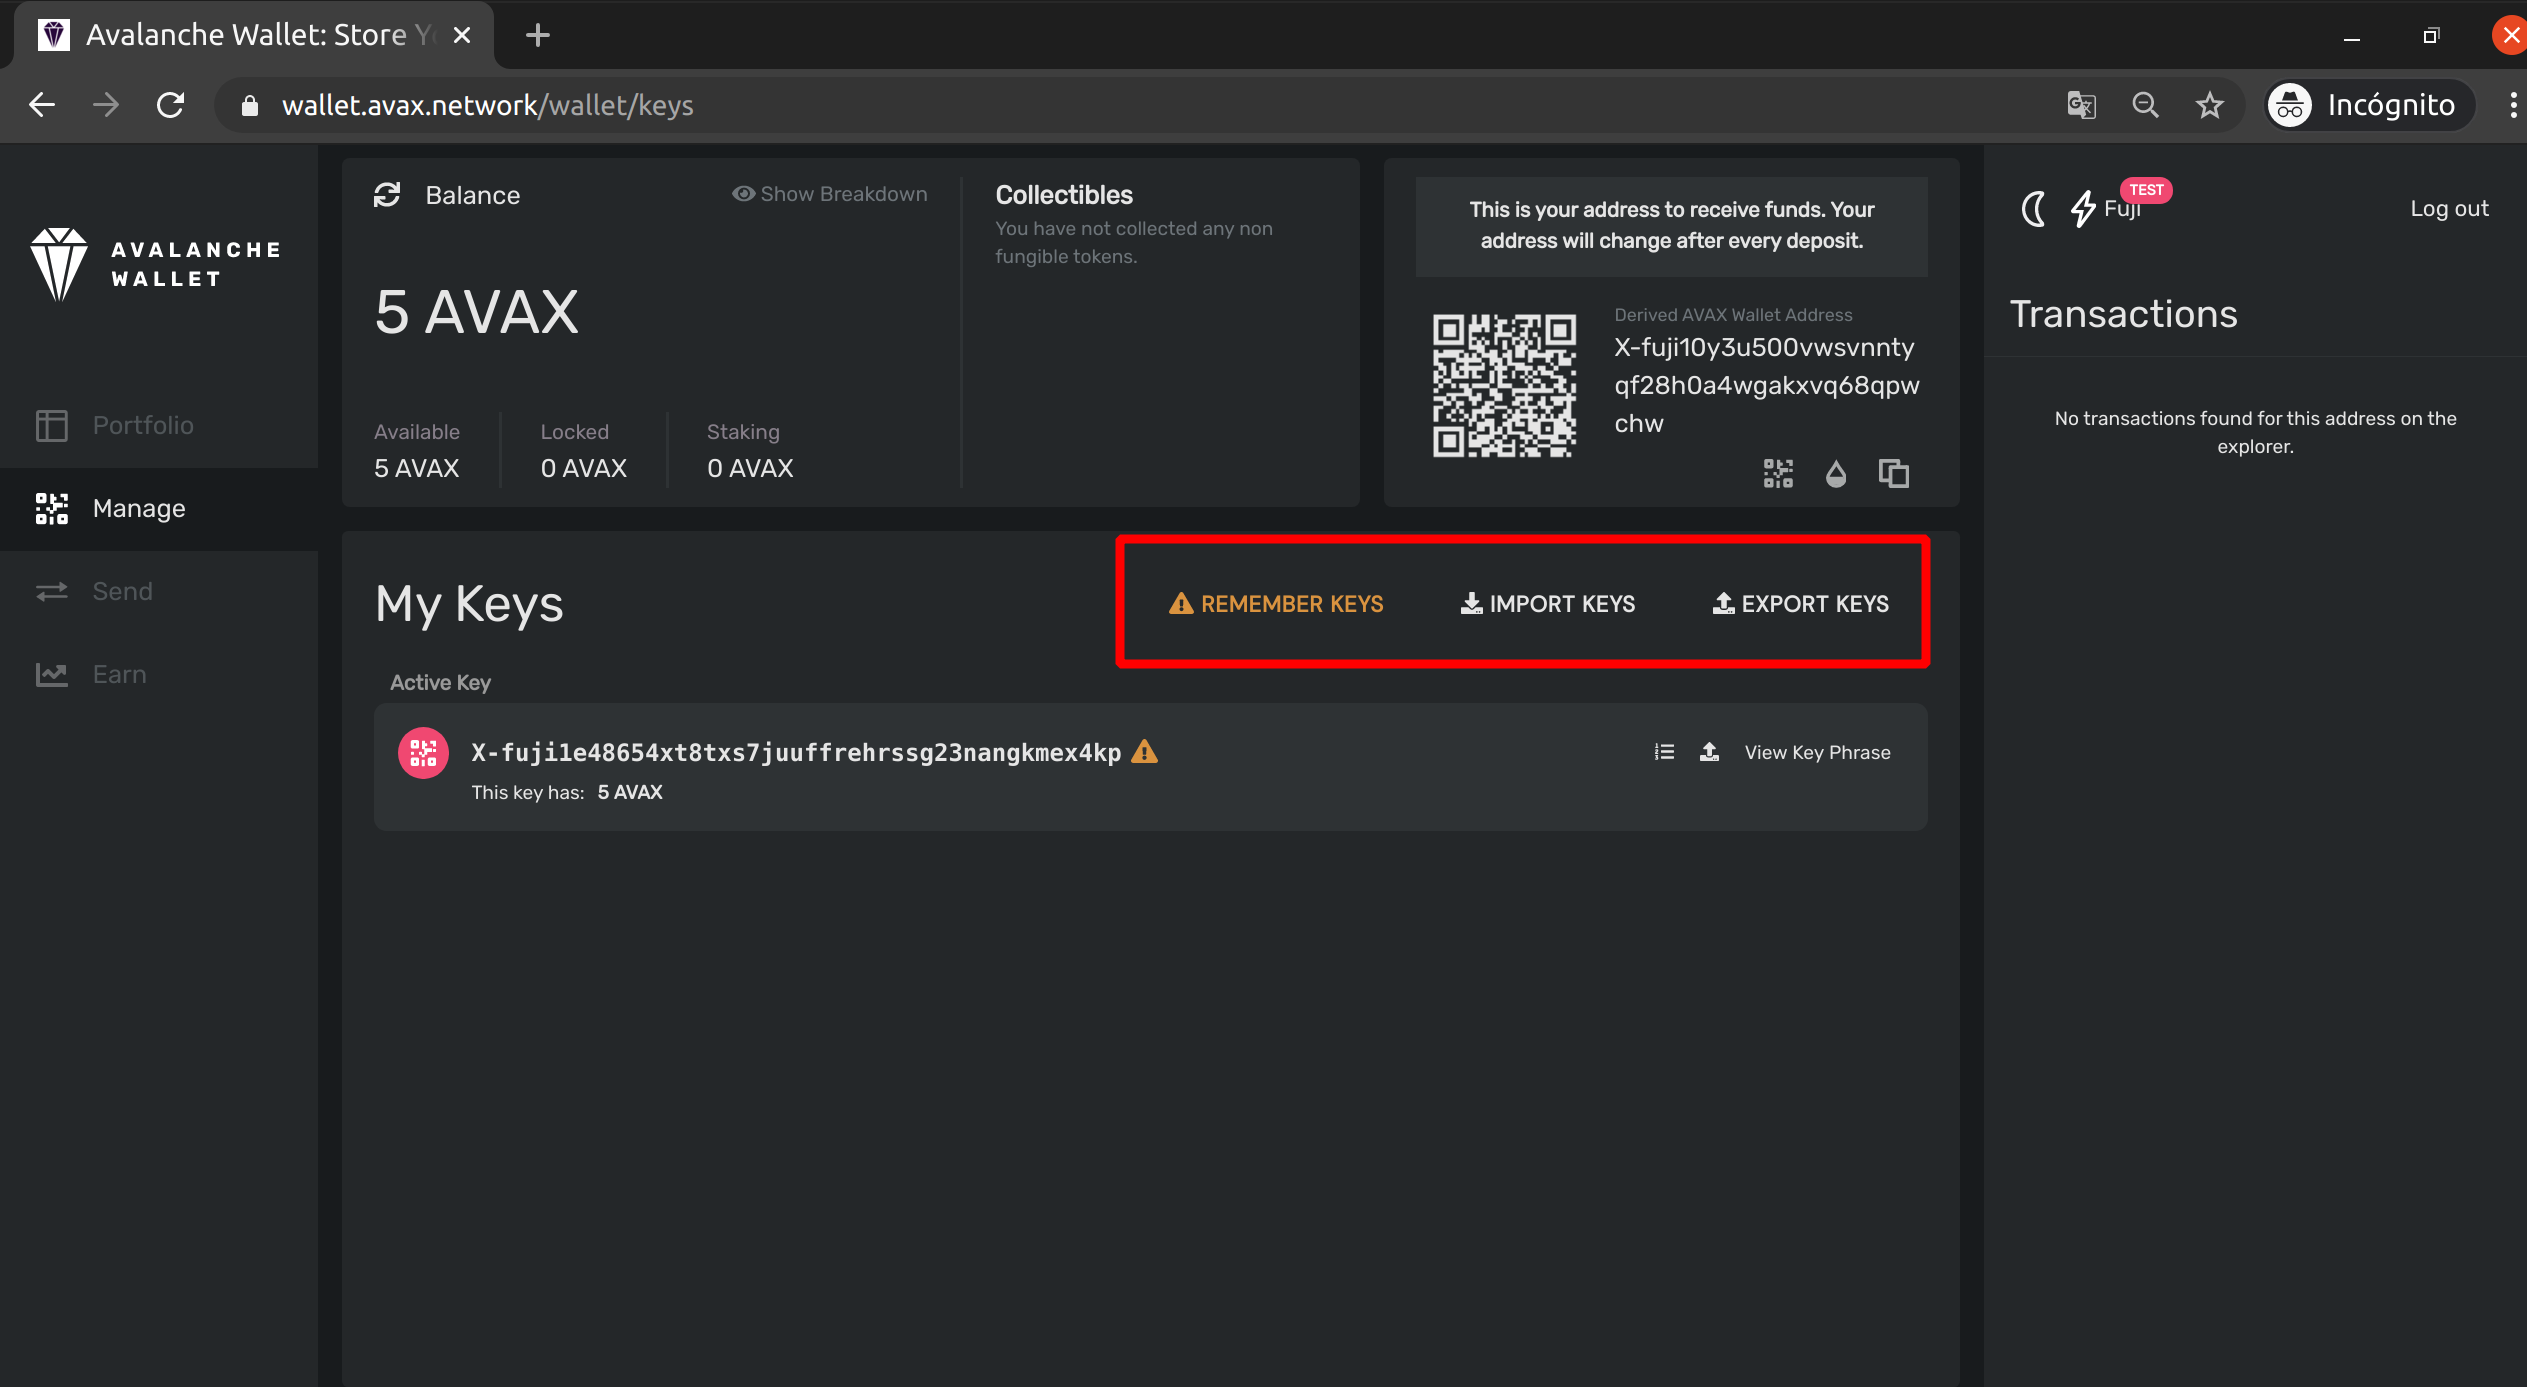 Avalanche Wallet: Store
wallet.avax.network/wallet/keys
Incógnito
AVALANCHE
WALLET
Portfolio
Manage
Send
Earn
Balance
Show Breakdown
5 AVAX
Available
5 AVAX
Locked
0 AVAX
Staking
0 AVAX
Collectibles
You have not collected any non
fungible tokens.
This is your address to receive funds. Your
address will change after every deposit.
Derived AVAX Wallet Address
X-fuji10y3u500vwsvnnty
qf28h0a4wgakxvq68qpw
chw
My Keys
REMEMBER KEYS
IMPORT KEYS
EXPORT KEYS
Active Key
X-fuji1e48654xt8txs7juuffrehrssg23nangkmex4kp
View Key Phrase
This key has: 5 AVAX
TEST
Fuji
Log out
Transactions
No transactions found for this address on the
explorer.